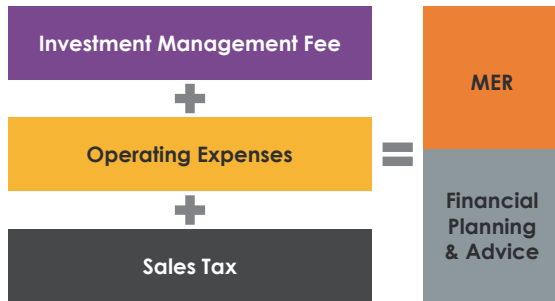 Investment Management Fee
+
Operating Expenses
+
Sales Tax
=
MER
Financial
Planning
& Advice